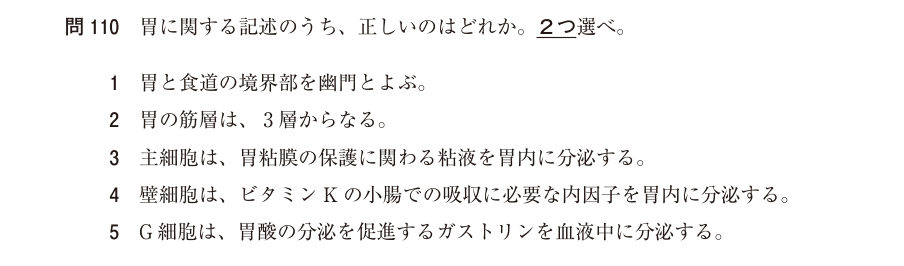 問 110 胃に関する記述のうち、正しいのはどれか。2つ選べ。
1 胃と食道の境界部を幽門とよぶ。
2 胃の筋層は、3層からなる。
3 主細胞は、胃粘膜の保護に関わる粘液を胃内に分泌する。
4 壁細胞は、ビタミンKの小腸での吸収に必要な内因子を胃内に分泌する。
5 G細胞は、胃酸の分泌を促進するガストリンを血液中に分泌する。